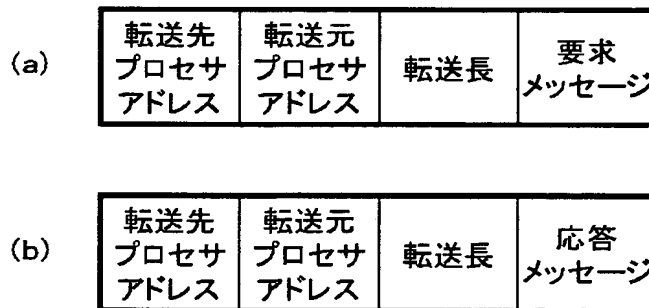 (a)
転送先
プロセサ
アドレス
転送元
プロセサ
アドレス
転送長
要求
メッセージ
(b)
転送先
プロセサ
アドレス
転送元
プロセサ
アドレス
転送長
応答
メッセージ